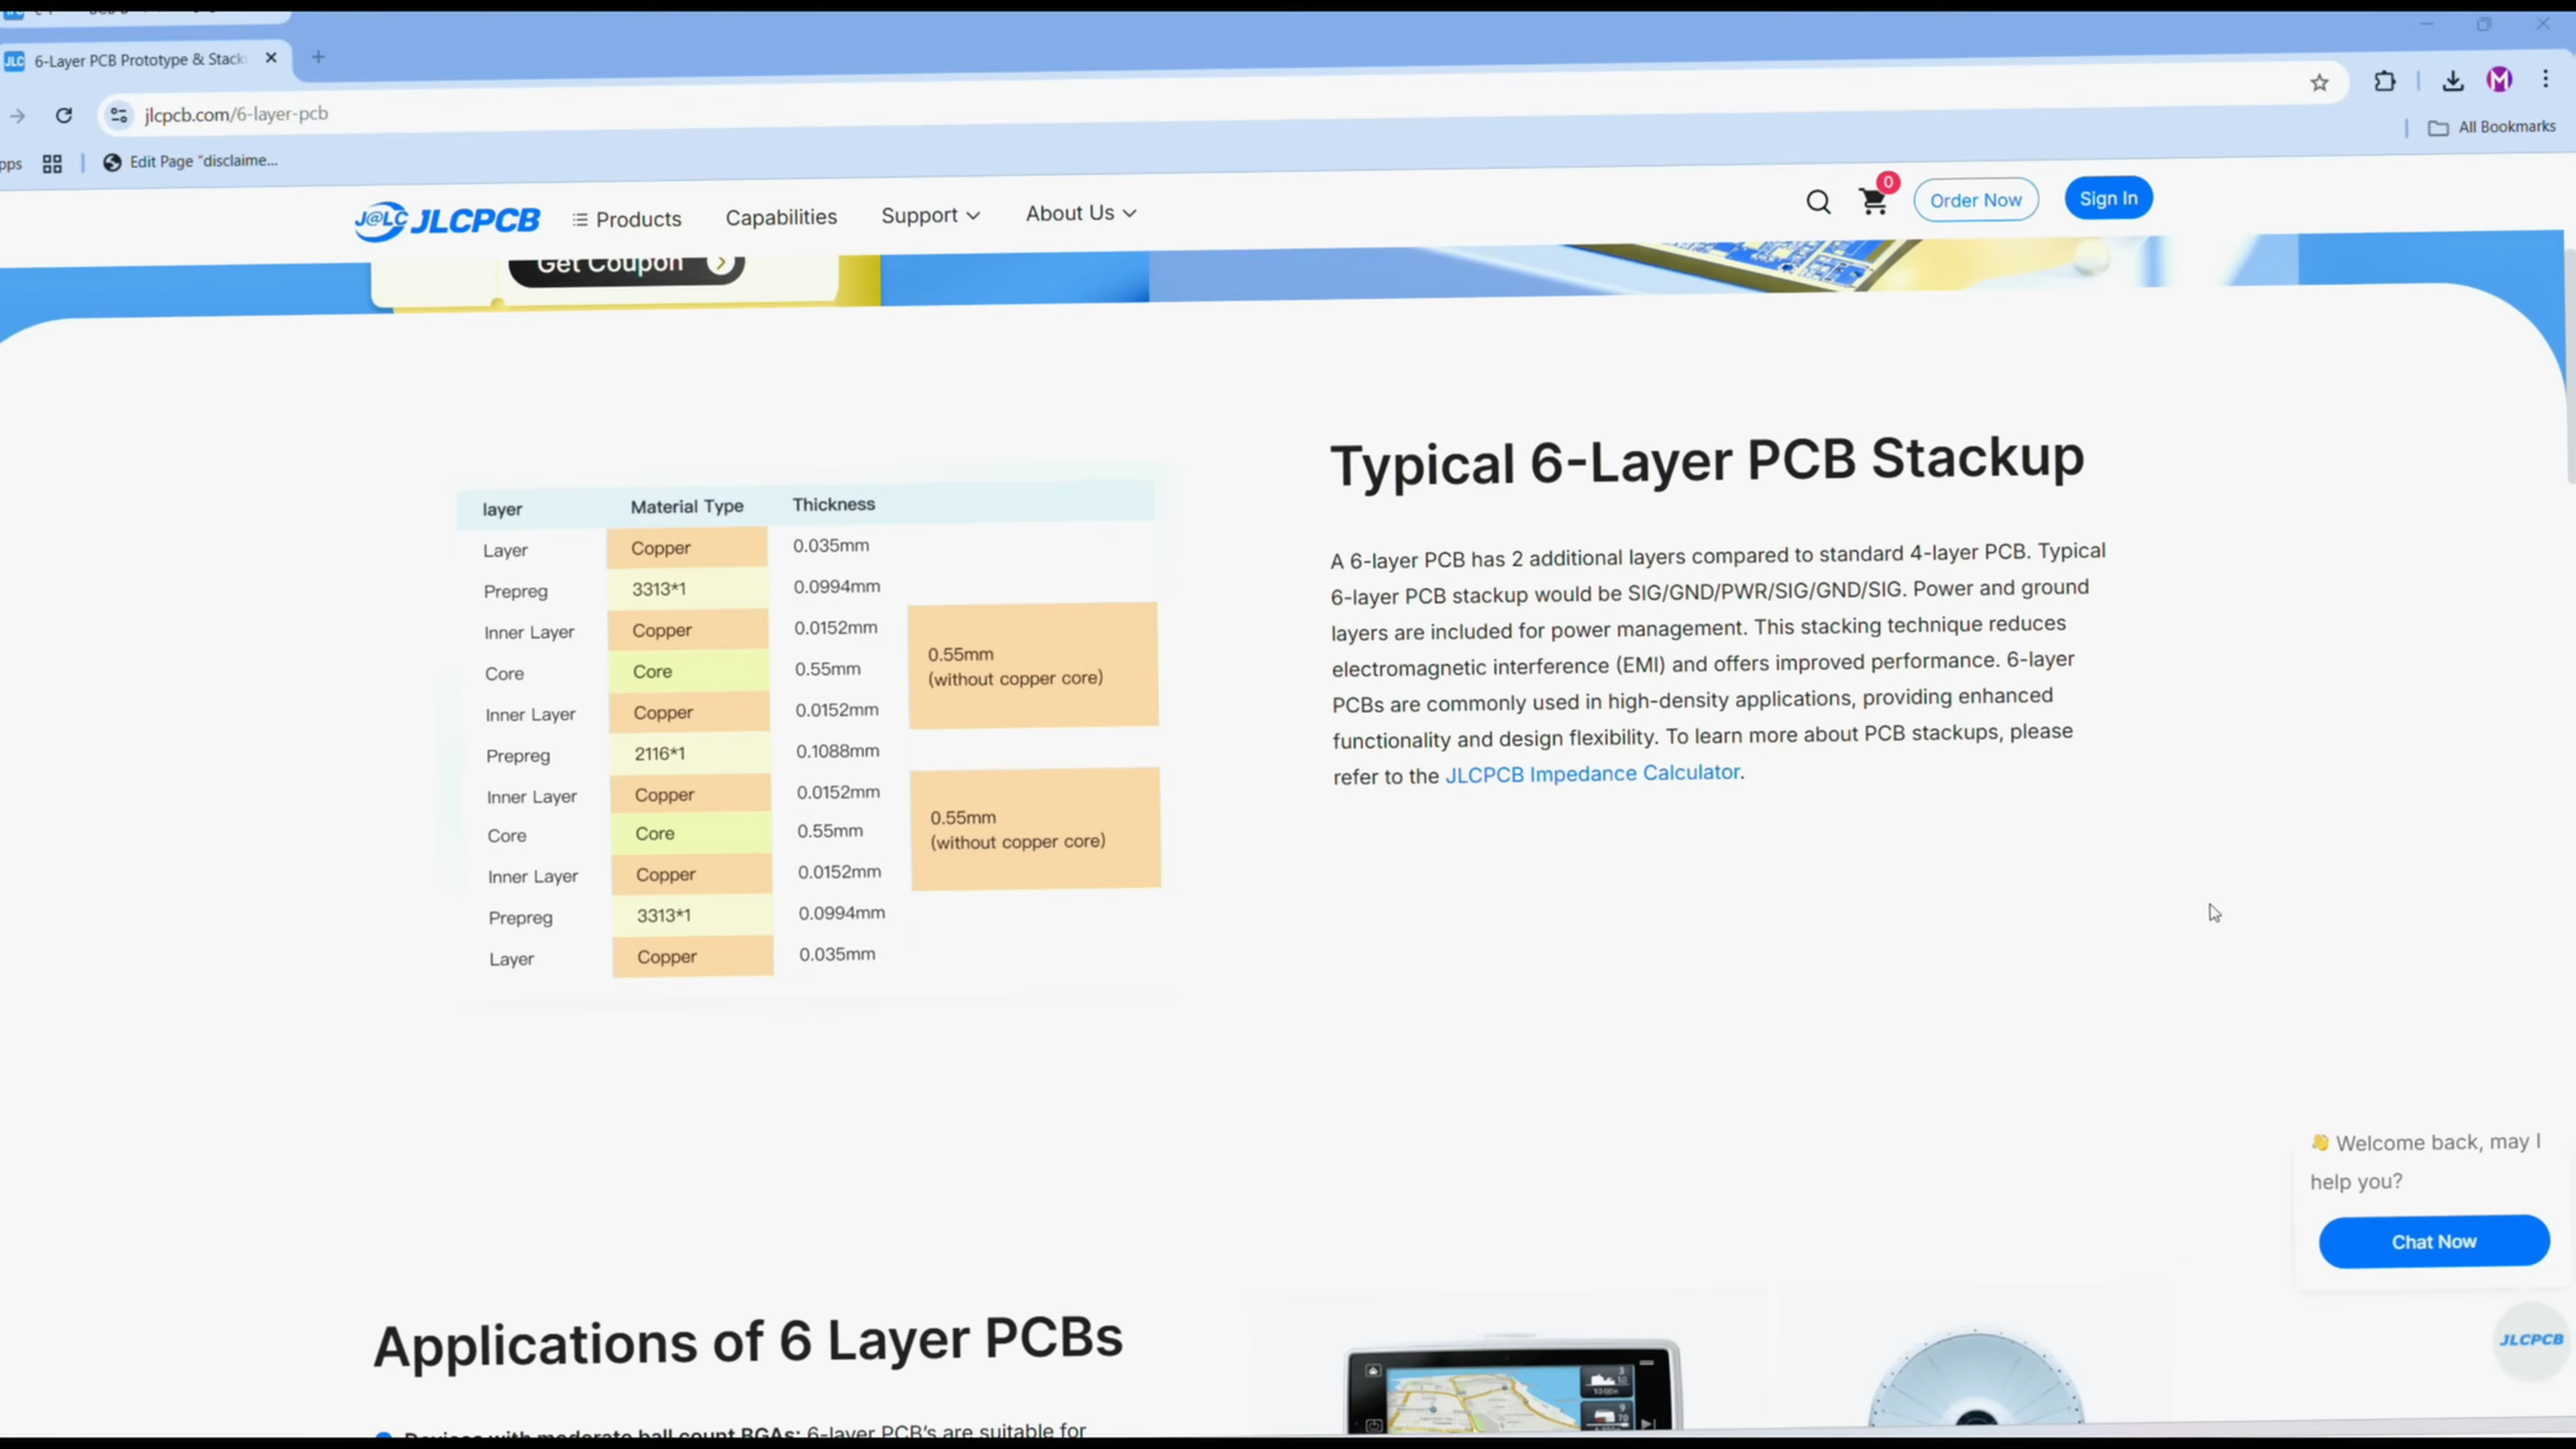 6-Layer PCB Prototype & Stack
jlcpcb.com/6-layer-pcb
All Bookmarks
Edit Page "disclaime...
J@LC JLCPCB
Products
Capabilities
Support
About Us
0
Order Now
Sign In
Get Coupon
layer Material Type Thickness
Layer Copper 0.035mm
Prepreg 3313*1 0.0994mm
Inner Layer Copper 0.0152mm
Core Core 0.55mm
Inner Layer Copper 0.0152mm
0.55mm
(without copper core)
Prepreg 2116*1 0.1088mm
Inner Layer Copper 0.0152mm
Core Core 0.55mm
Inner Layer Copper 0.0152mm
0.55mm
(without copper core)
Prepreg 3313*1 0.0994mm
Layer Copper 0.035mm
Typical 6-Layer PCB Stackup
A 6-layer PCB has 2 additional layers compared to standard 4-layer PCB. Typical
6-layer PCB stackup would be SIG/GND/PWR/SIG/GND/SIG. Power and ground
layers are included for power management. This stacking technique reduces
electromagnetic interference (EMI) and offers improved performance. 6-layer
PCBs are commonly used in high-density applications, providing enhanced
functionality and design flexibility. To learn more about PCB stackups, please
refer to the JLCPCB Impedance Calculator.
👋 Welcome back, may I
help you?
Chat Now
JLCPCB
Applications of 6 Layer PCBs
Devices with moderate ball count BGAs: 6-layer PCB's are suitable for